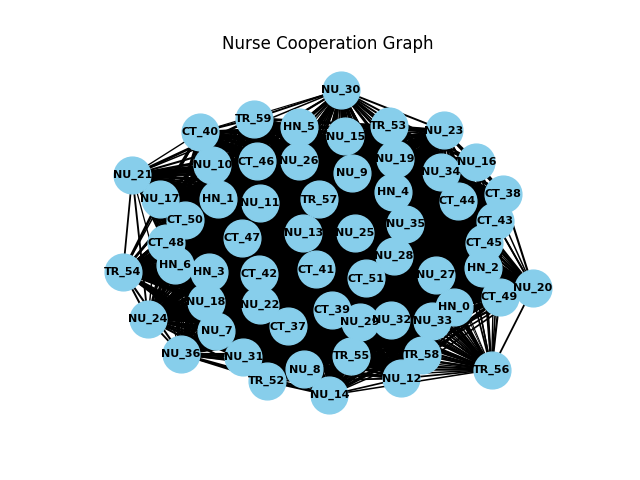 Nurse Cooperation Graph
NU_30
TR_59
HN_5
TR_53
CT_40
NU_15
NU_23
NU_10
CT_46
NU_26
NU_19
NU_16
NU_21
NU_9
NU_34
NU_17
HN_1
NU_11
TR_57
HN_4
CT_44
CT_38
CT_50
NU_35
CT_43
CT_48
CT_47
NU_13
NU_25
CT_45
HN_6
NU_28
TR_54
HN_3
CT_42
CT_41
CT_51
NU_27
HN_2
NU_20
NU_18
NU_22
CT_39
HN_0
CT_49
NU_24
NU_7
CT_37
NU_29
NU_32
NU_33
NU_36
NU_31
TR_55
TR_58
TR_52
NU_8
NU_12
TR_56
NU_14